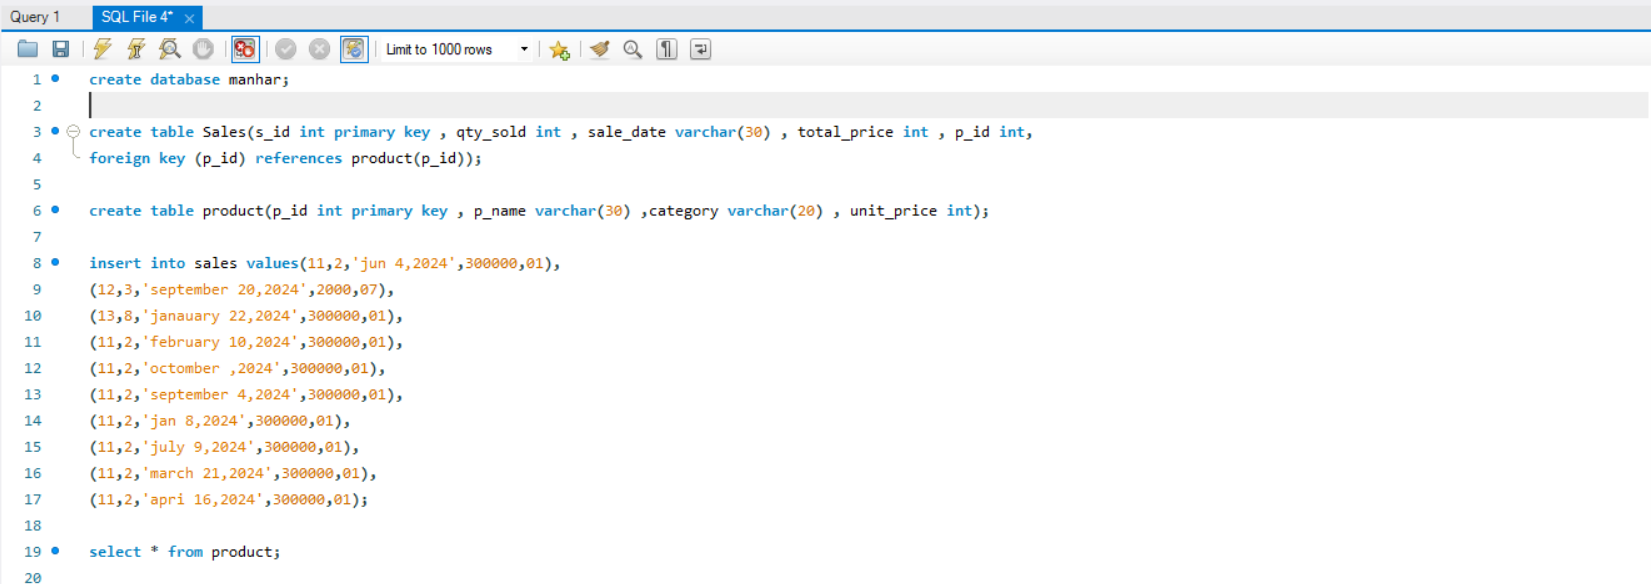 Query 1 SQL File 4*
Limit to 1000 rows
1 create database manhar;
2
3 create table Sales(s_id int primary key , qty_sold int , sale_date varchar(30) , total_price int , p_id int,
4 foreign key (p_id) references product(p_id));
5
6 create table product(p_id int primary key , p_name varchar(30) ,category varchar(20) , unit_price int);
7
8 insert into sales values(11,2,'jun 4,2024',300000,01),
9 (12,3,'september 20,2024',2000,07),
10 (13,8,'janauary 22,2024',300000,01),
11 (11,2,'february 10,2024',300000,01),
12 (11,2,'octomber ,2024',300000,01),
13 (11,2,'september 4,2024',300000,01),
14 (11,2,'jan 8,2024',300000,01),
15 (11,2,'july 9,2024',300000,01),
16 (11,2,'march 21,2024',300000,01),
17 (11,2,'apri 16,2024',300000,01);
18
19 select * from product;
20